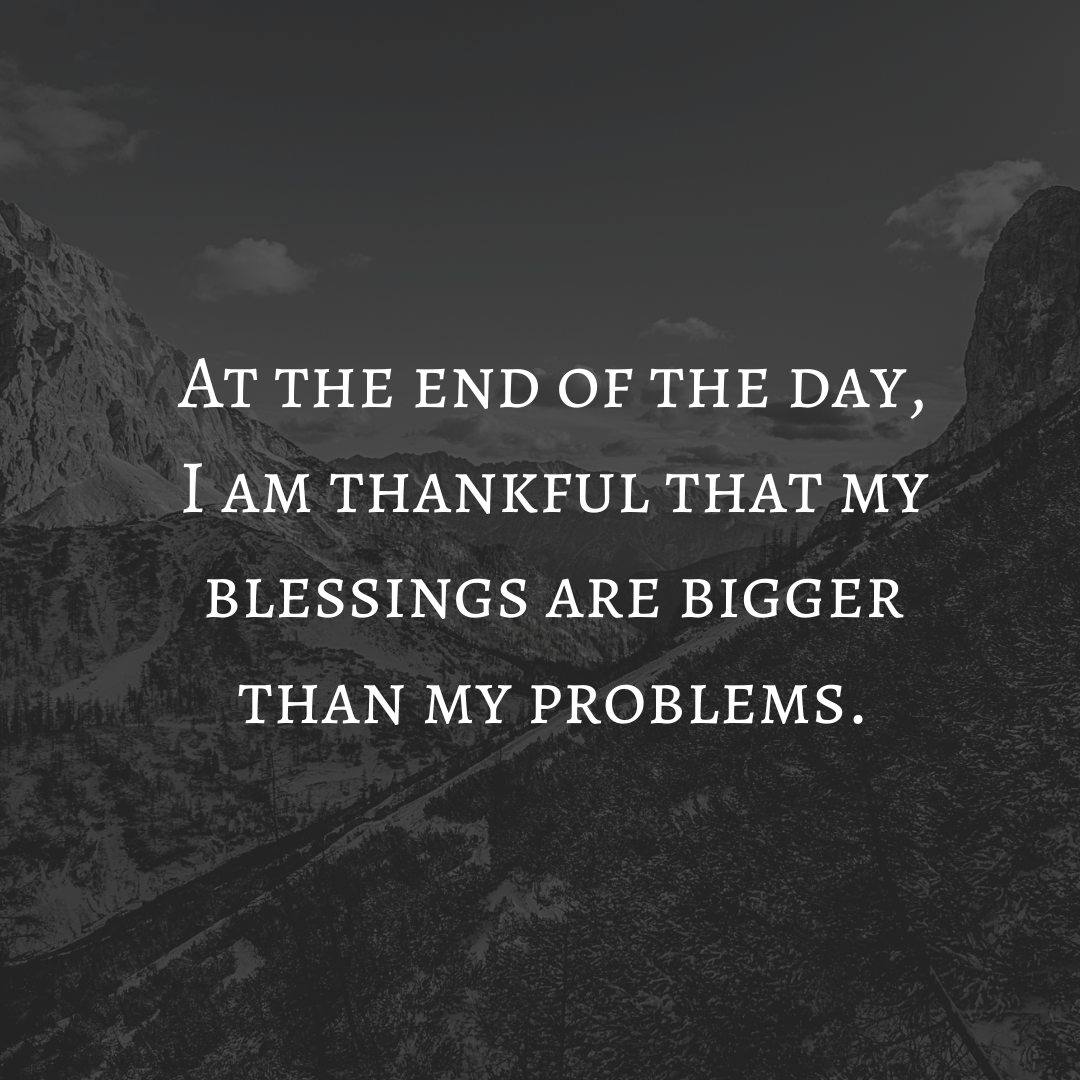 At the end of the day,
I am thankful that my
blessings are bigger
than my problems.